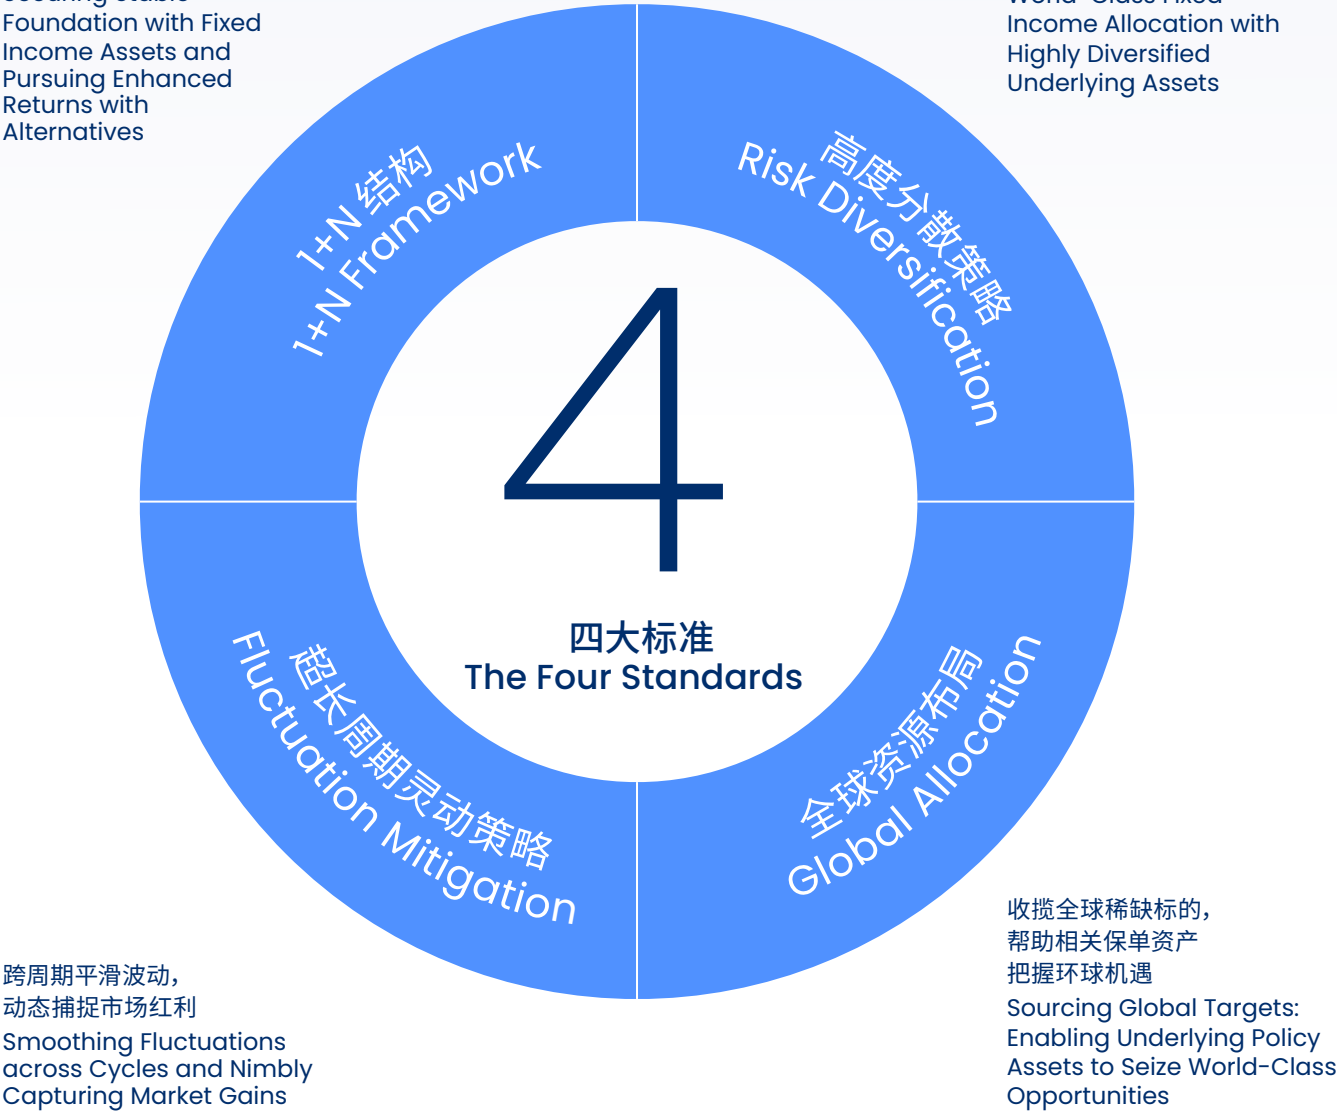 Foundation with Fixed
Income Assets and
Pursuing Enhanced
Returns with
Alternatives
World-Class Fixed
Income Allocation with
Highly Diversified
Underlying Assets
1+N 结构
1+N Framework
高度分散策略
Risk Diversification
4
四大标准
The Four Standards
超长周期灵动策略
Fluctuation Mitigation
全球资源布局
Global Allocation
跨周期平滑波动，
动态捕捉市场红利
Smoothing Fluctuations
across Cycles and Nimbly
Capturing Market Gains
收揽全球稀缺标的，
帮助相关保单资产
把握环球机遇
Sourcing Global Targets:
Enabling Underlying Policy
Assets to Seize World-Class
Opportunities